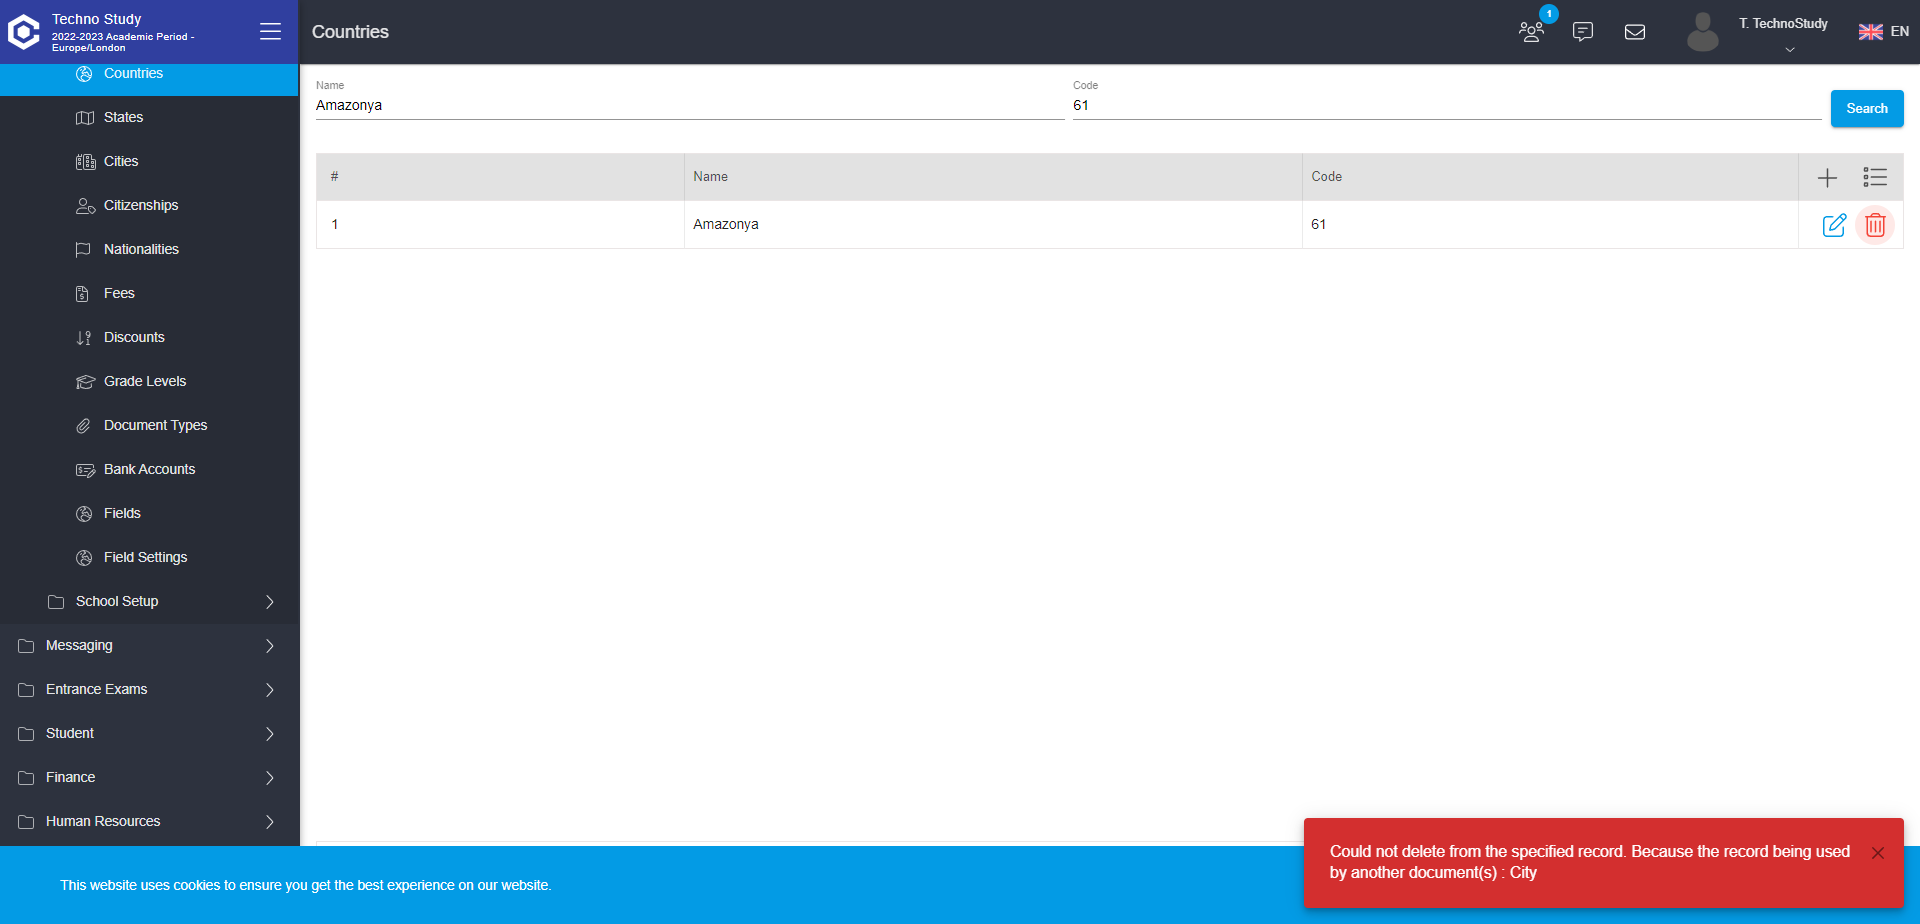 Techno Study
2022-2023 Academic Period -
Europe/London
Countries
1
T. TechnoStudy
EN
Countries
States
Cities
Citizenships
Nationalities
Fees
Discounts
Grade Levels
Document Types
Bank Accounts
Fields
Field Settings
School Setup
Messaging
Entrance Exams
Student
Finance
Human Resources
Name
Amazonya
Code
61
Search
# Name Code
1 Amazonya 61
This website uses cookies to ensure you get the best experience on our website.
Could not delete from the specified record. Because the record being used
by another document(s) : City